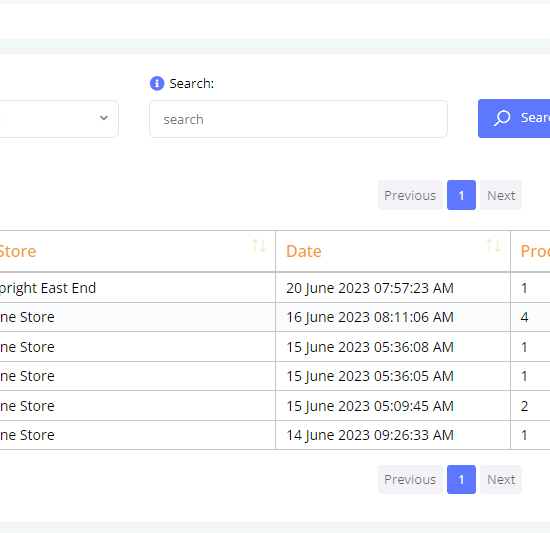 Search:
search
Previous 1 Next
Store Date
pright East End 20 June 2023 07:57:23 AM 1
ne Store 16 June 2023 08:11:06 AM 4
ne Store 15 June 2023 05:36:08 AM 1
ne Store 15 June 2023 05:36:05 AM 1
ne Store 15 June 2023 05:09:45 AM 2
ne Store 14 June 2023 09:26:33 AM 1
Previous 1 Next